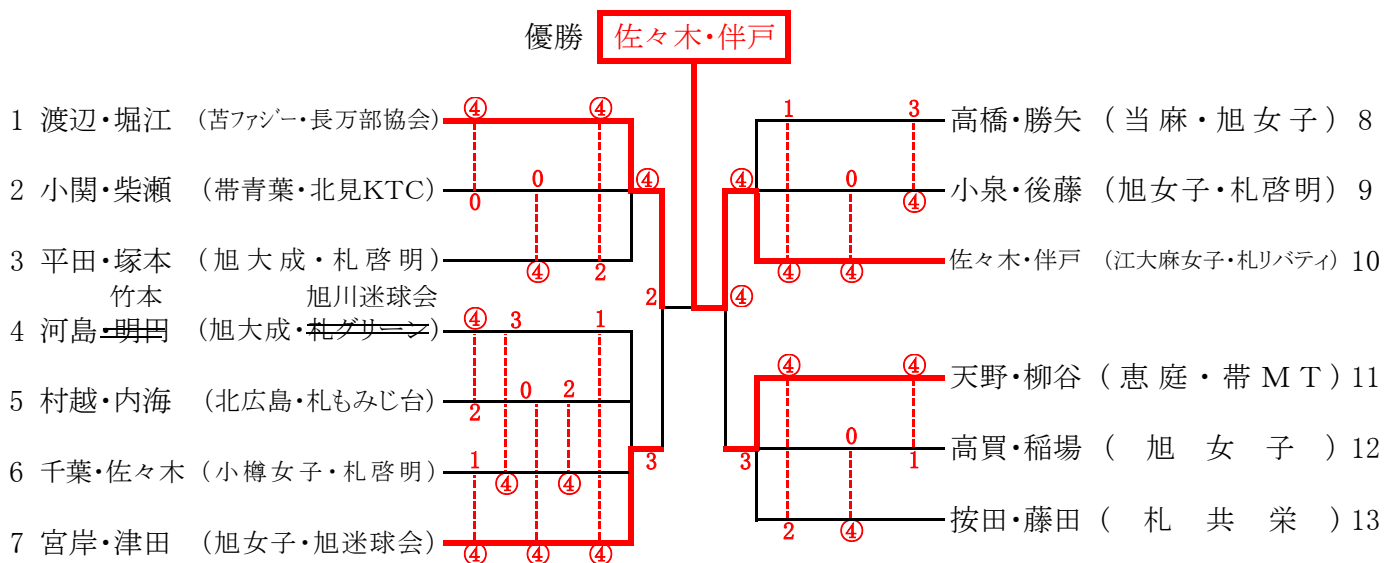 優勝 佐々木・伴戸
1 渡辺・堀江 (苫ファジー・長万部協会)
④ ④
2 小関・柴瀬 (帯青葉・北見KTC)
0 0 ④
3 平田・塚本 (旭大成・札啓明)
④ 2
竹本 旭川迷球会
4 河島・明田 (旭大成・札グリーン)
④ 3 1
5 村越・内海 (北広島・札もみじ台)
2 0 2
6 千葉・佐々木 (小樽女子・札啓明)
1 ④ ④ 3
7 宮岸・津田 (旭女子・旭迷球会)
④ ④ ④
2 ④
1 3
高橋・勝矢 (当麻・旭女子) 8
④ 0 ④
小泉・後藤 (旭女子・札啓明) 9
④ ④
佐々木・伴戸 (江大麻女子・札リバティ) 10
④ ④
天野・柳谷 (恵庭・帯MT) 11
3 0 1
高買・稲場 (旭女子) 12
2 ④
按田・藤田 (札共栄) 13